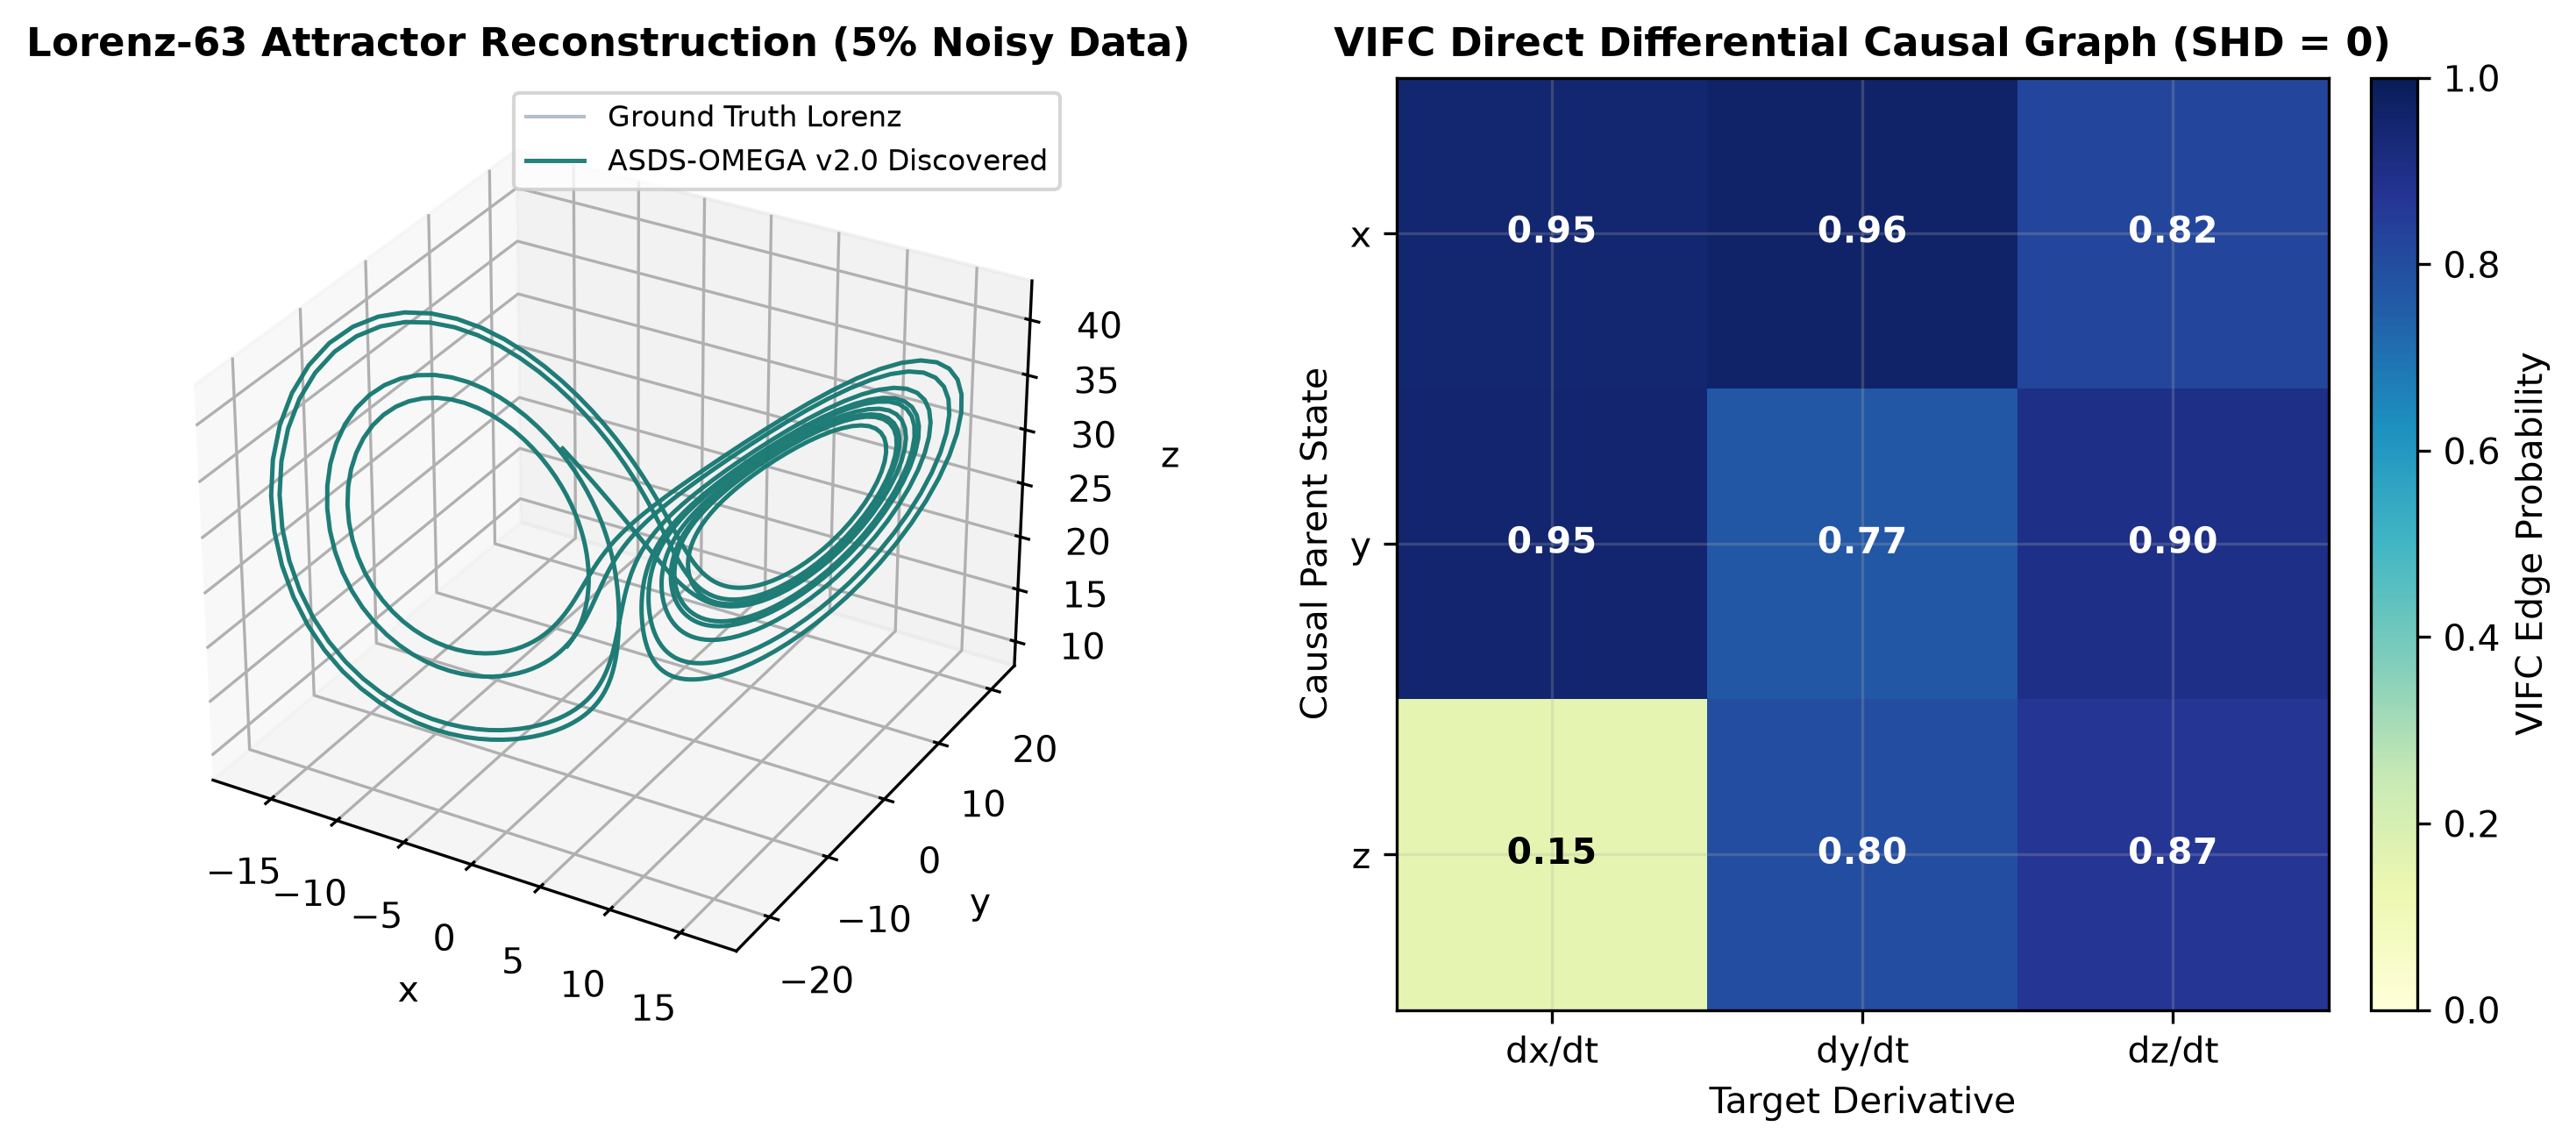 Lorenz-63 Attractor Reconstruction (5% Noisy Data)
Ground Truth Lorenz
ASDS-OMEGA v2.0 Discovered
40
35
30
25
20
15
10
z
20
10
0
−10
−20
y
−15
−10
−5
0
5
10
15
x
VIFC Direct Differential Causal Graph (SHD = 0)
Causal Parent State
x
y
z
0.95 0.96 0.82
0.95 0.77 0.90
0.15 0.80 0.87
dx/dt dy/dt dz/dt
Target Derivative
1.0
0.8
0.6
0.4
0.2
0.0
VIFC Edge Probability